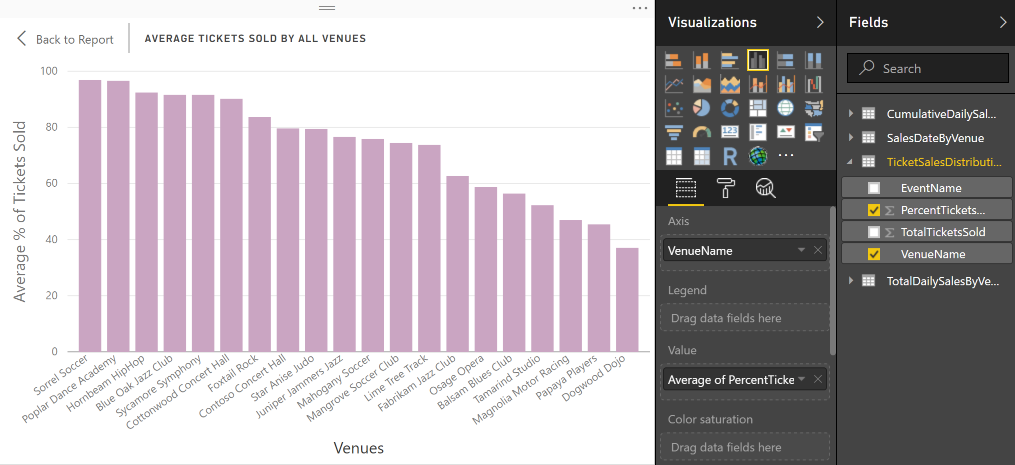 Back to Report
AVERAGE TICKETS SOLD BY ALL VENUES
Average % of Tickets Sold
100
80
60
40
20
0
Sorrel Soccer
Poplar Dance Academy
Hornbeam HipHop
Blue Oak Jazz Club
Sycamore Symphony
Cottonwood Concert Hall
Foxtail Rock
Contoso Concert Hall
Star Anise Judo
Juniper Jammers Jazz
Mahogany Soccer
Mangrove Soccer Club
Lime Tree Track
Fabrikam Jazz Club
Osage Opera
Balsam Blues Club
Tamarind Studio
Magnolia Motor Racing
Papaya Players
Dogwood Dojo
Venues
Visualizations
123
R
Axis
VenueName
Legend
Drag data fields here
Value
Average of PercentTicke
Color saturation
Drag data fields here
Fields
Search
CumulativeDailySal...
SalesDateByVenue
TicketSalesDistributi...
EventName
Σ PercentTickets...
Σ TotalTicketsSold
VenueName
TotalDailySalesByVe...